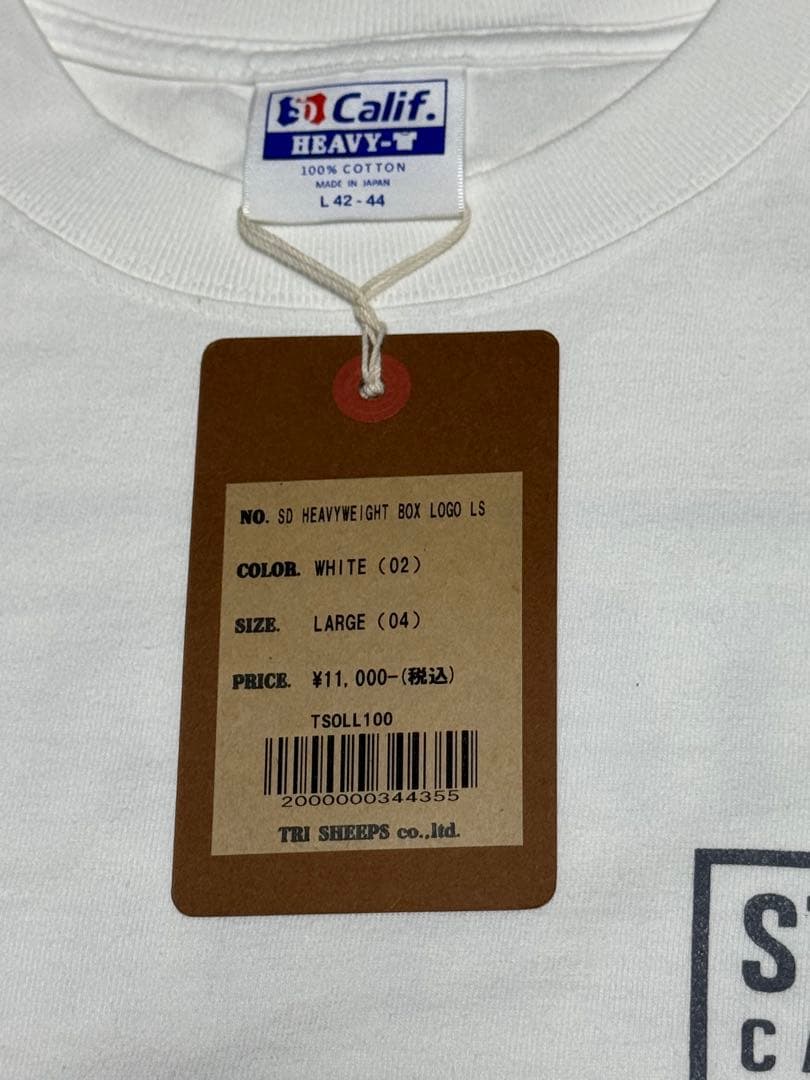 SD Calif.
HEAVY-
100% COTTON
MADE IN JAPAN
L 42 - 44
NO. SD HEAVYWEIGHT BOX LOGO LS
COLOR. WHITE (02)
SIZE. LARGE (04)
PRICE. ¥11,000-(税込)
TSOLL100
2000000344355
TRI SHEEPS co.,ltd.